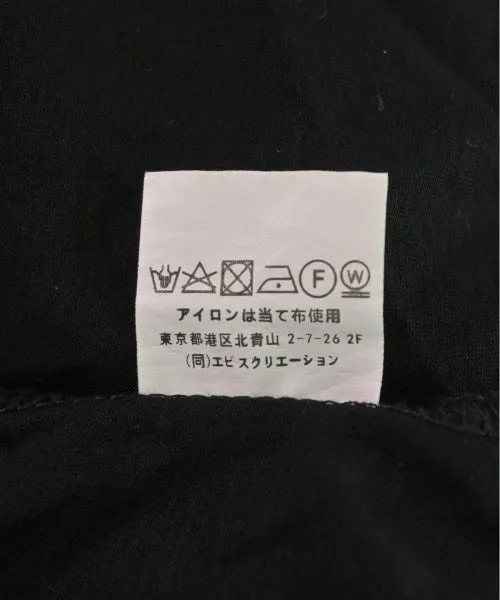 F W
アイロンは当て布使用
東京都港区北青山 2-7-26 2F
(同)エビスクリエーション